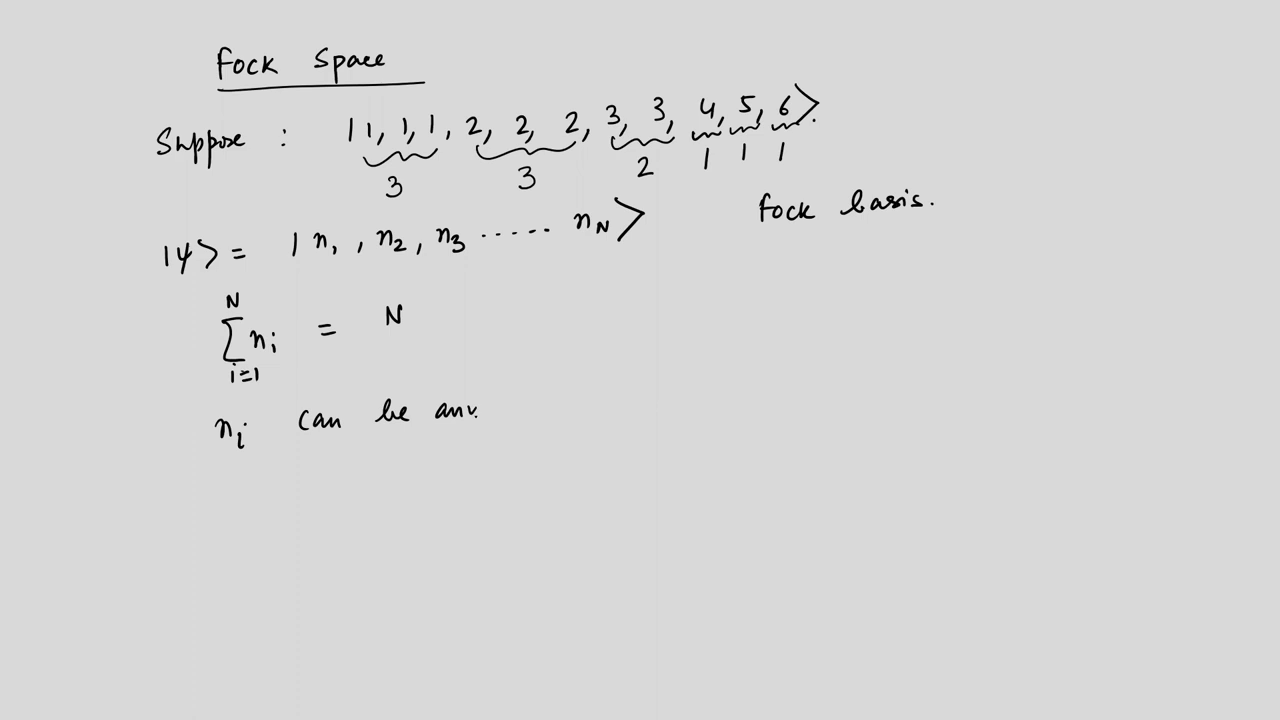 Fock Space
Suppose : |1, 1, 1, 2, 2, 2, 3, 3, 4, 5, 6⟩.
3 3 2 1 1 1
|ψ⟩ = |n₁, n₂, n₃ ...... n_N⟩ Fock basis.
N
∑ nᵢ = N
i=1
nᵢ can be any